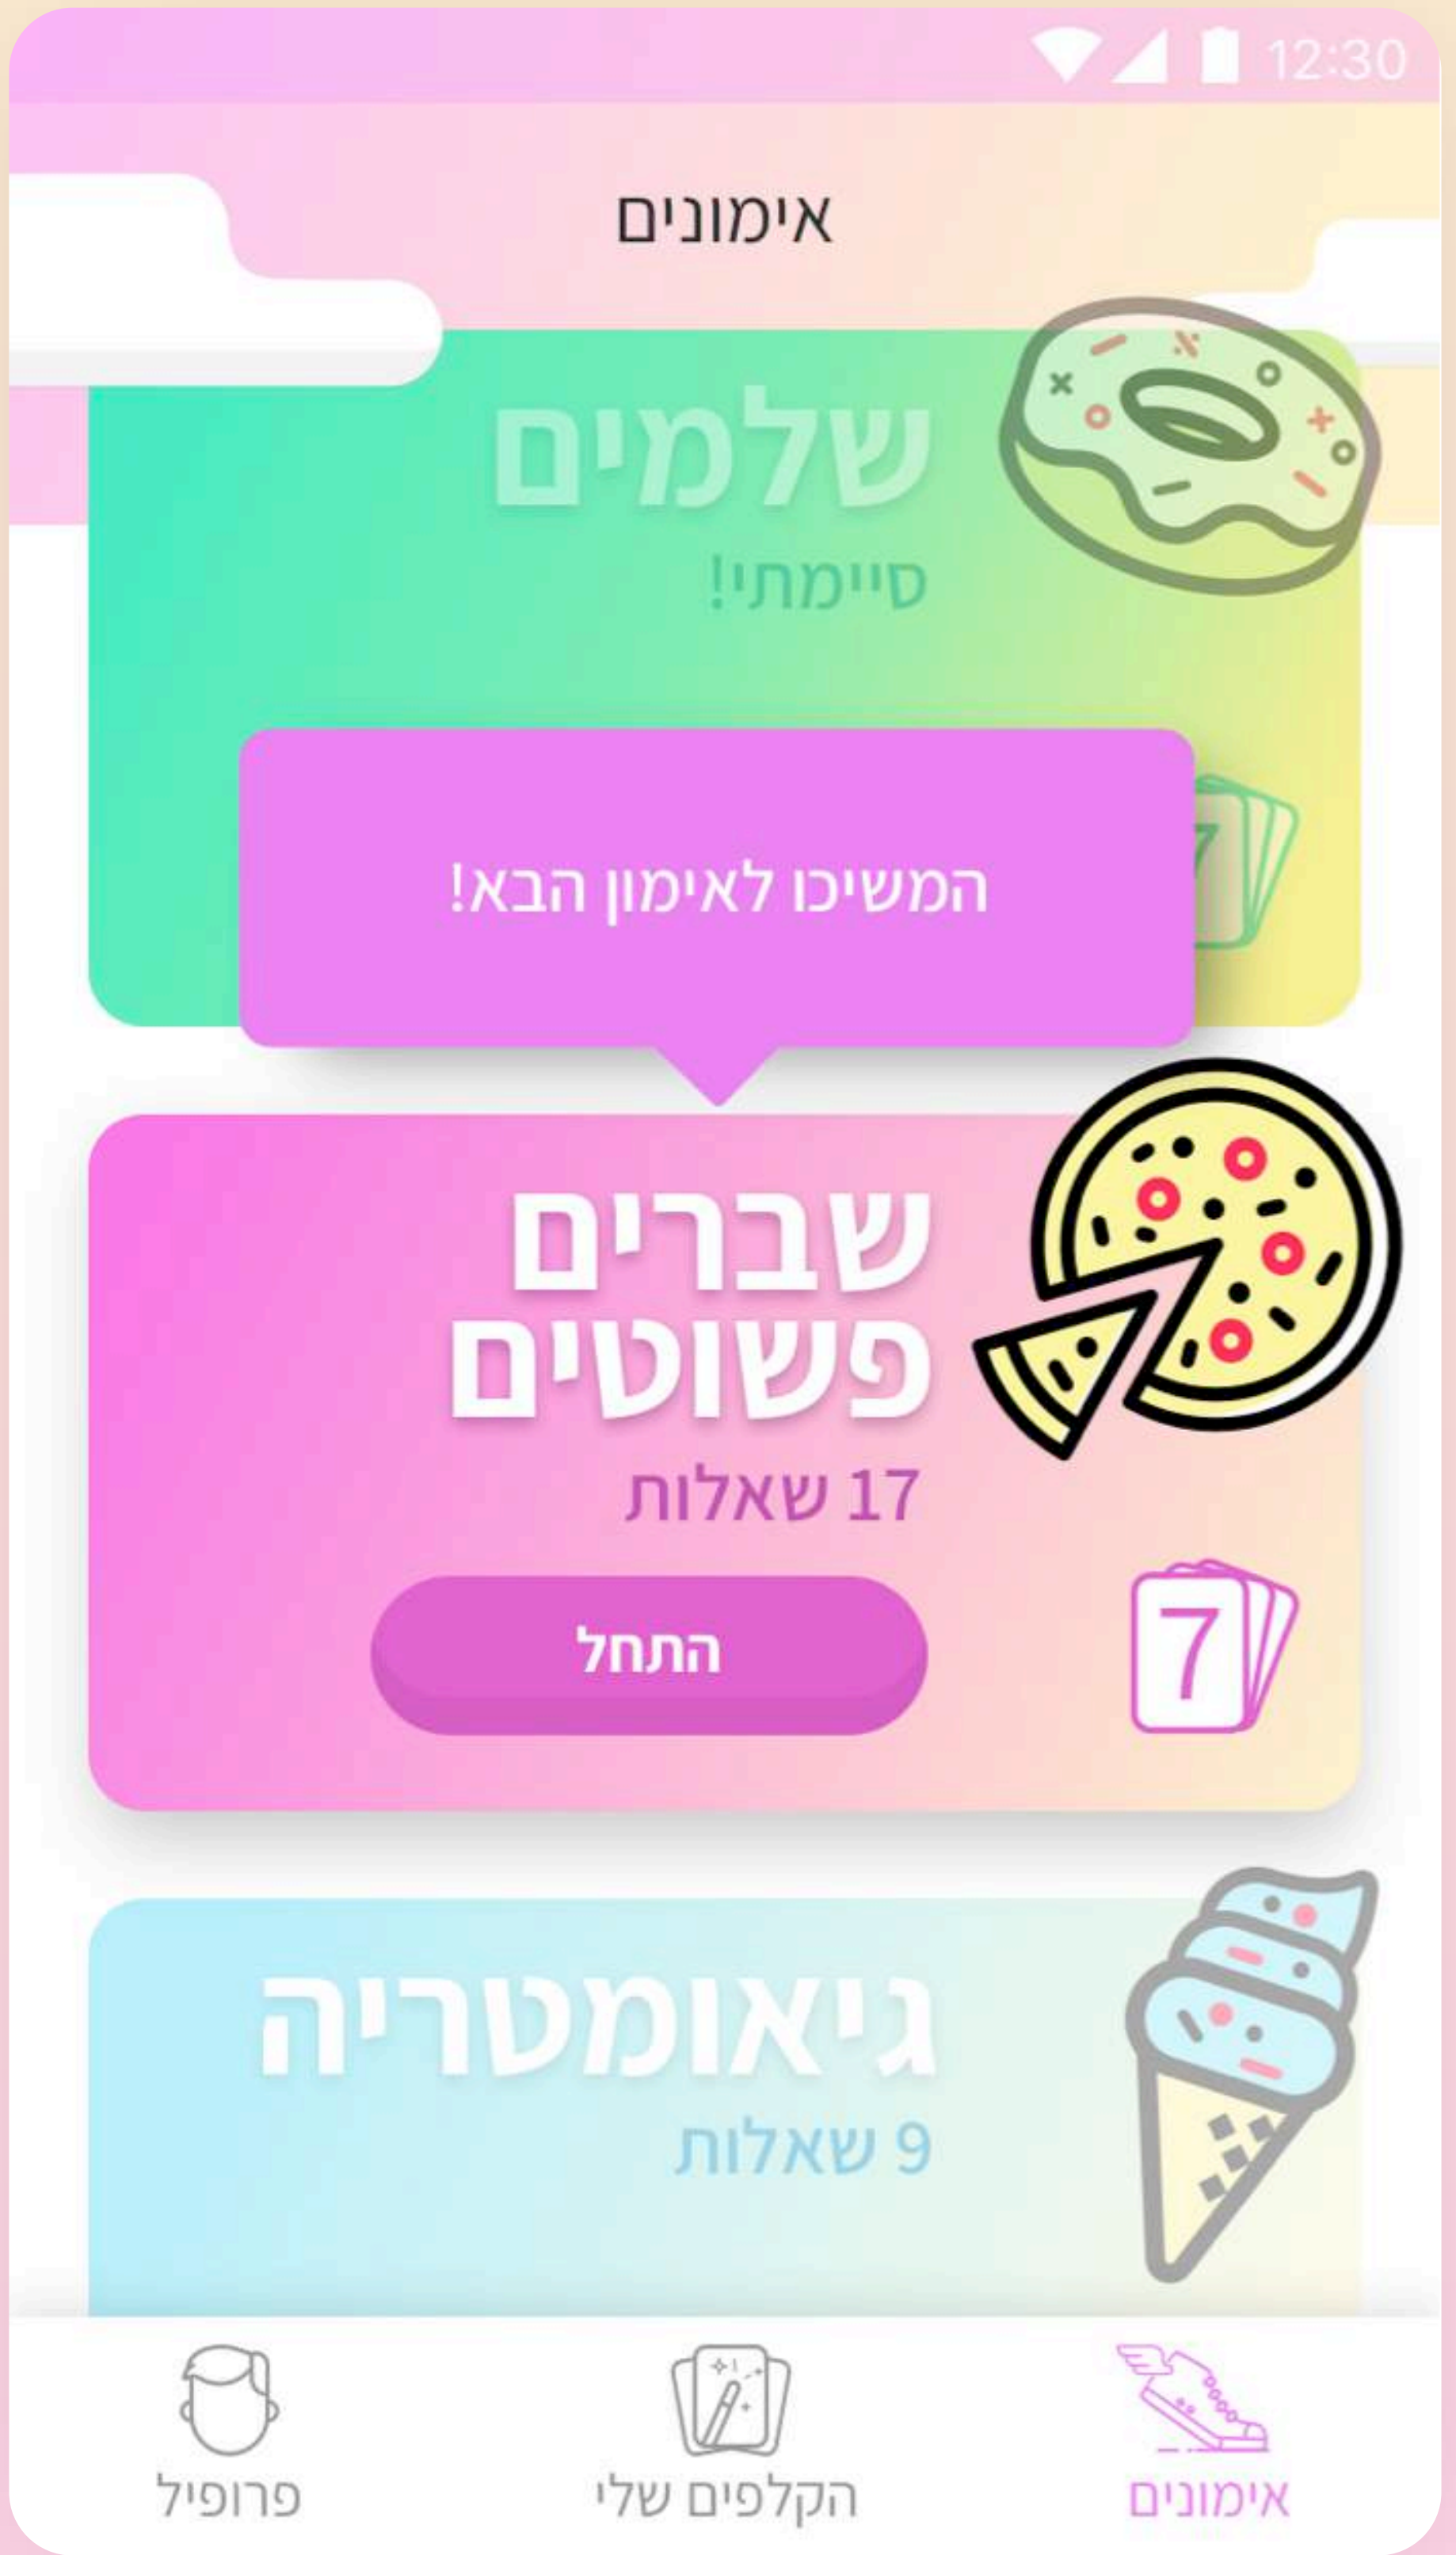 12:30
אימונים
שלמים
סיימתי!
7
המשיכו לאימון הבא!
שברים
פשוטים
17 שאלות
התחל
7
גיאומטריה
9 שאלות
אימונים
הקלפים שלי
פרופיל